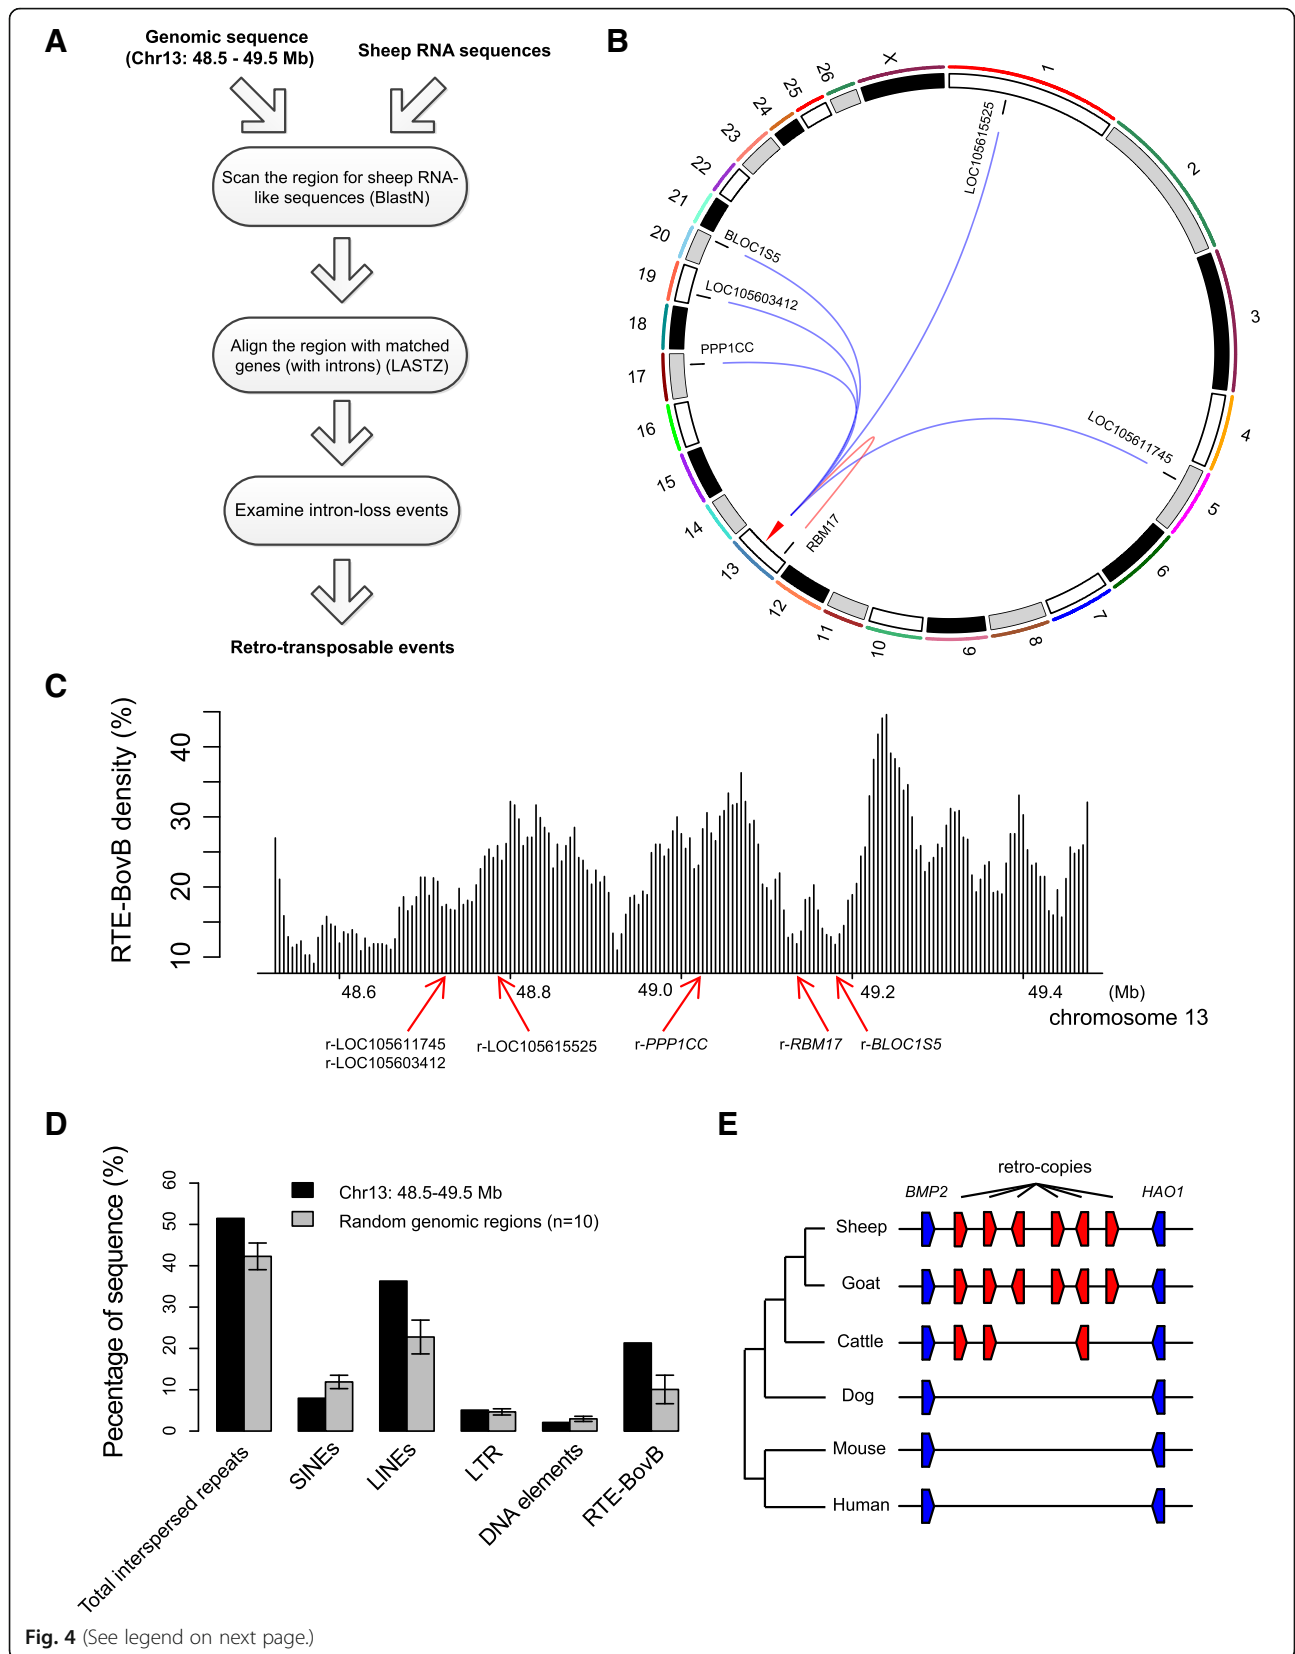 A
Genomic sequence
(Chr13: 48.5 - 49.5 Mb)
Sheep RNA sequences
Scan the region for sheep RNA-
like sequences (BlastN)
Align the region with matched
genes (with introns) (LASTZ)
Examine intron-loss events
Retro-transposable events
B
1
2
3
4
5
6
7
8
9
10
11
12
13
14
15
16
17
18
19
20
21
22
23
24
25
26
X
LOC105615525
BLOC1S5
LOC105603412
PPP1CC
LOC105611745
RBM17
C
RTE-BovB density (%)
40
30
20
10
48.6
48.8
49.0
49.2
49.4
(Mb)
chromosome 13
r-LOC105611745
r-LOC105603412
r-LOC105615525
r-PPP1CC
r-RBM17
r-BLOC1S5
D
Pecentage of sequence (%)
60
50
40
30
20
10
0
Chr13: 48.5-49.5 Mb
Random genomic regions (n=10)
Total interspersed repeats
SINEs
LINEs
LTR
DNA elements
RTE-BovB
E
retro-copies
BMP2
HAO1
Sheep
Goat
Cattle
Dog
Mouse
Human
Fig. 4 (See legend on next page.)